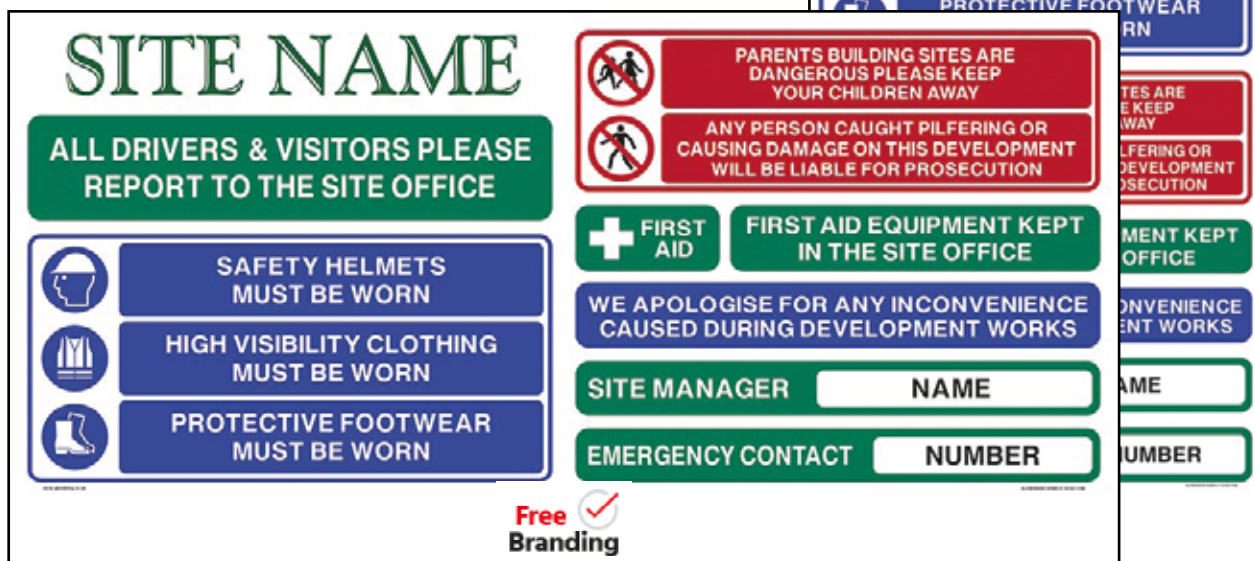 SITE NAME
ALL DRIVERS & VISITORS PLEASE
REPORT TO THE SITE OFFICE
SAFETY HELMETS
MUST BE WORN
HIGH VISIBILITY CLOTHING
MUST BE WORN
PROTECTIVE FOOTWEAR
MUST BE WORN
PARENTS BUILDING SITES ARE
DANGEROUS PLEASE KEEP
YOUR CHILDREN AWAY
ANY PERSON CAUGHT PILFERING OR
CAUSING DAMAGE ON THIS DEVELOPMENT
WILL BE LIABLE FOR PROSECUTION
FIRST
AID
FIRST AID EQUIPMENT KEPT
IN THE SITE OFFICE
WE APOLOGISE FOR ANY INCONVENIENCE
CAUSED DURING DEVELOPMENT WORKS
SITE MANAGER NAME
EMERGENCY CONTACT NUMBER
Free
Branding
PROTECTIVE FOOTWEAR
RN
TES ARE
E KEEP
WAY
LFERING OR
DEVELOPMENT
OSECUTION
MENT KEPT
OFFICE
ONVENIENCE
ENT WORKS
AME
NUMBER